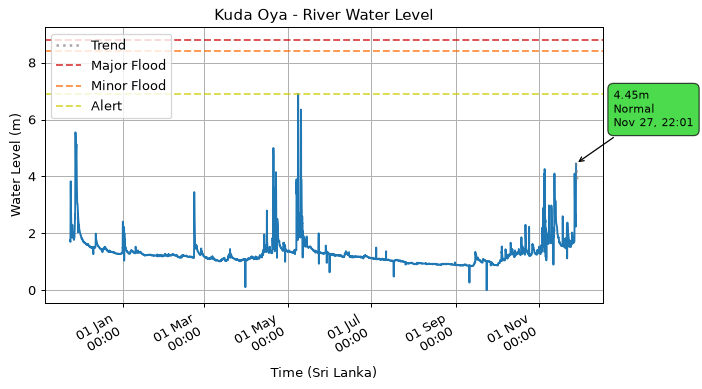 Kuda Oya - River Water Level
Trend
Major Flood
Minor Flood
Alert
4.45m
Normal
Nov 27, 22:01
Water Level (m)
8
6
4
2
0
01 Jan
00:00
01 Mar
00:00
01 May
00:00
01 Jul
00:00
01 Sep
00:00
01 Nov
00:00
Time (Sri Lanka)